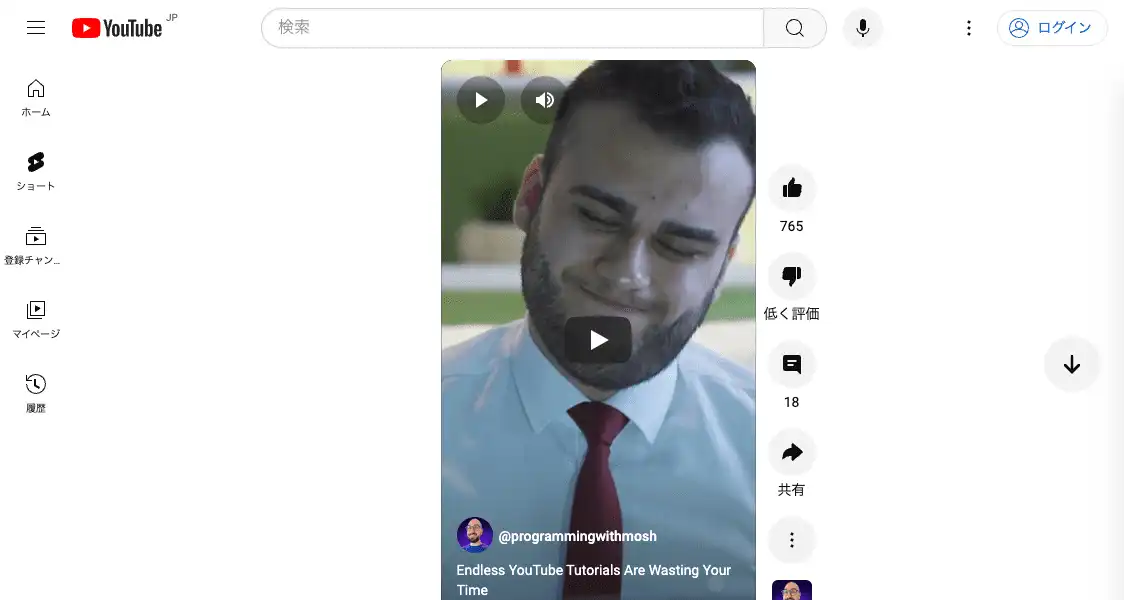 YouTube JP
検索
ログイン
ホーム
ショート
登録チャン...
マイページ
履歴
765
低く評価
18
共有
@programmingwithmosh
Endless YouTube Tutorials Are Wasting Your
Time